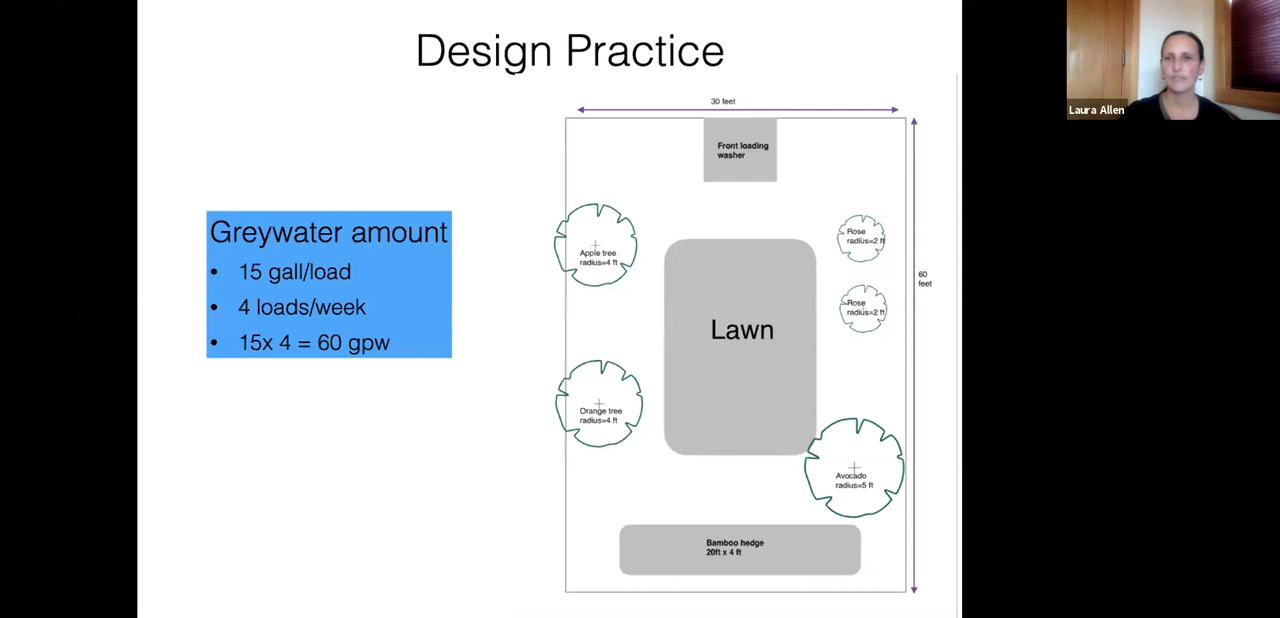 Design Practice
30 feet
Front loading
washer
Laura Allen
Greywater amount
• 15 gall/load
• 4 loads/week
• 15x 4 = 60 gpw
Apple tree
radius=4 ft
Rose
radius=2 ft
60
feet
Rose
radius=2 ft
Lawn
Orange tree
radius=4 ft
Avocado
radius=5 ft
Bamboo hedge
20ft x 4 ft